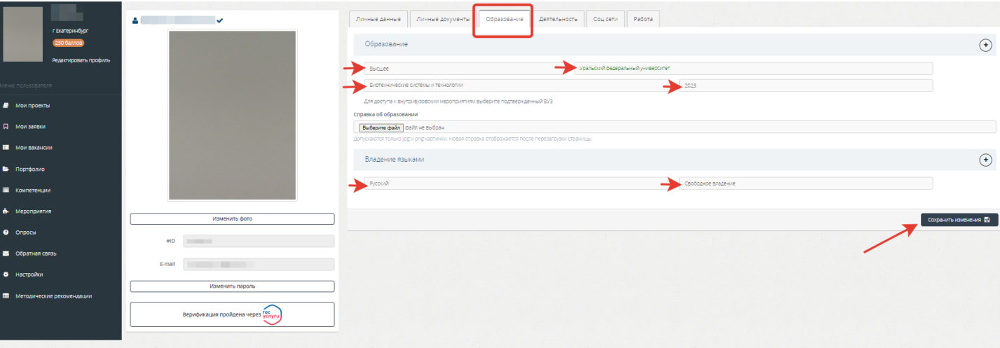 г Екатеринбург
250 баллов
Редактировать профиль
Меню пользователя
Мои проекты
Мои заявки
Мои вакансии
Портфолио
Компетенции
Мероприятия
Опросы
Обратная связь
Настройки
Методические рекомендации
Изменить фото
#ID
E-mail
Изменить пароль
Верификация пройдена через гос услуги
Личные данные Личные документы Образование Деятельность Соц сети Работа
Образование
Высшее Уральский федеральный университет
Биотехнические системы и технологии 2023
Для доступа к внутривузовским мероприятиям выберите подтвержденный ВУЗ
Справка об образовании
Выберите файл Файл не выбран
Допускаются только jpg и png картинки. Новая справка отображается после перезагрузки страницы.
Владение языками
Русский Свободное владение
Сохранить изменения